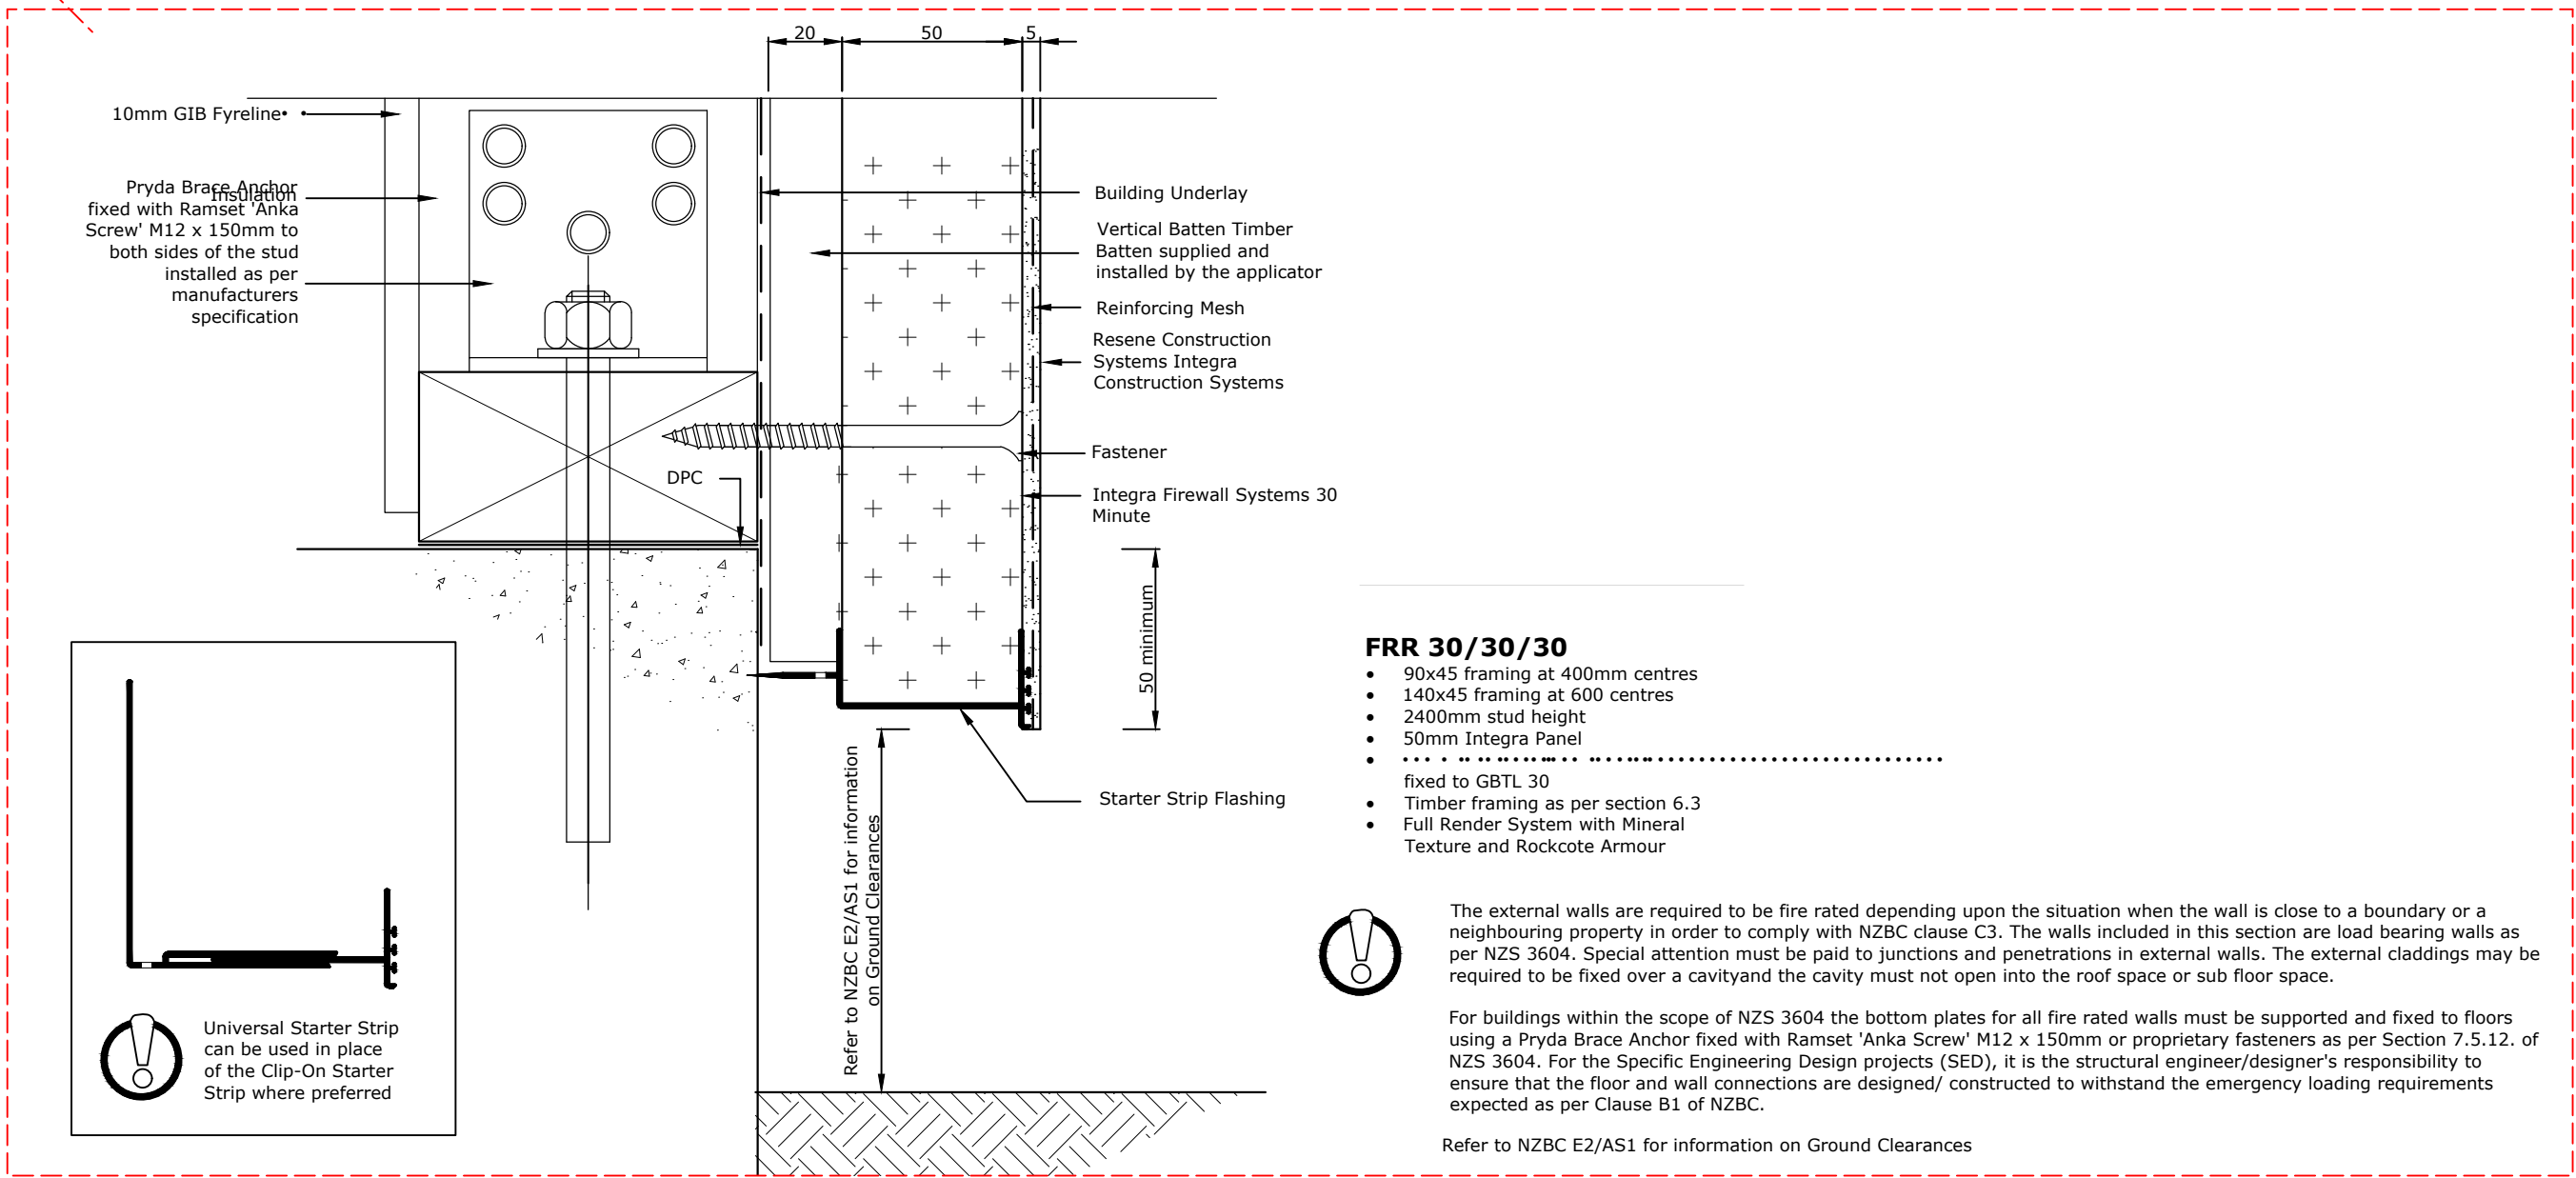 20
50
5
10mm GIB Fyreline•
Insulation
Pryda Brace Anchor
fixed with Ramset 'Anka
Screw' M12 x 150mm to
both sides of the stud
installed as per
manufacturers
specification
Building Underlay
Vertical Batten Timber
Batten supplied and
installed by the applicator
Reinforcing Mesh
Resene Construction
Systems Integra
Construction Systems
Fastener
DPC
Integra Firewall Systems 30
Minute
50 minimum
Starter Strip Flashing
Refer to NZBC E2/AS1 for information
on Ground Clearances
Universal Starter Strip
can be used in place
of the Clip-On Starter
Strip where preferred
FRR 30/30/30
• 90x45 framing at 400mm centres
• 140x45 framing at 600 centres
• 2400mm stud height
• 50mm Integra Panel
fixed to GBTL 30
• Timber framing as per section 6.3
• Full Render System with Mineral
Texture and Rockcote Armour
The external walls are required to be fire rated depending upon the situation when the wall is close to a boundary or a
neighbouring property in order to comply with NZBC clause C3. The walls included in this section are load bearing walls as
per NZS 3604. Special attention must be paid to junctions and penetrations in external walls. The external claddings may be
required to be fixed over a cavityand the cavity must not open into the roof space or sub floor space.
For buildings within the scope of NZS 3604 the bottom plates for all fire rated walls must be supported and fixed to floors
using a Pryda Brace Anchor fixed with Ramset 'Anka Screw' M12 x 150mm or proprietary fasteners as per Section 7.5.12. of
NZS 3604. For the Specific Engineering Design projects (SED), it is the structural engineer/designer's responsibility to
ensure that the floor and wall connections are designed/ constructed to withstand the emergency loading requirements
expected as per Clause B1 of NZBC.
Refer to NZBC E2/AS1 for information on Ground Clearances